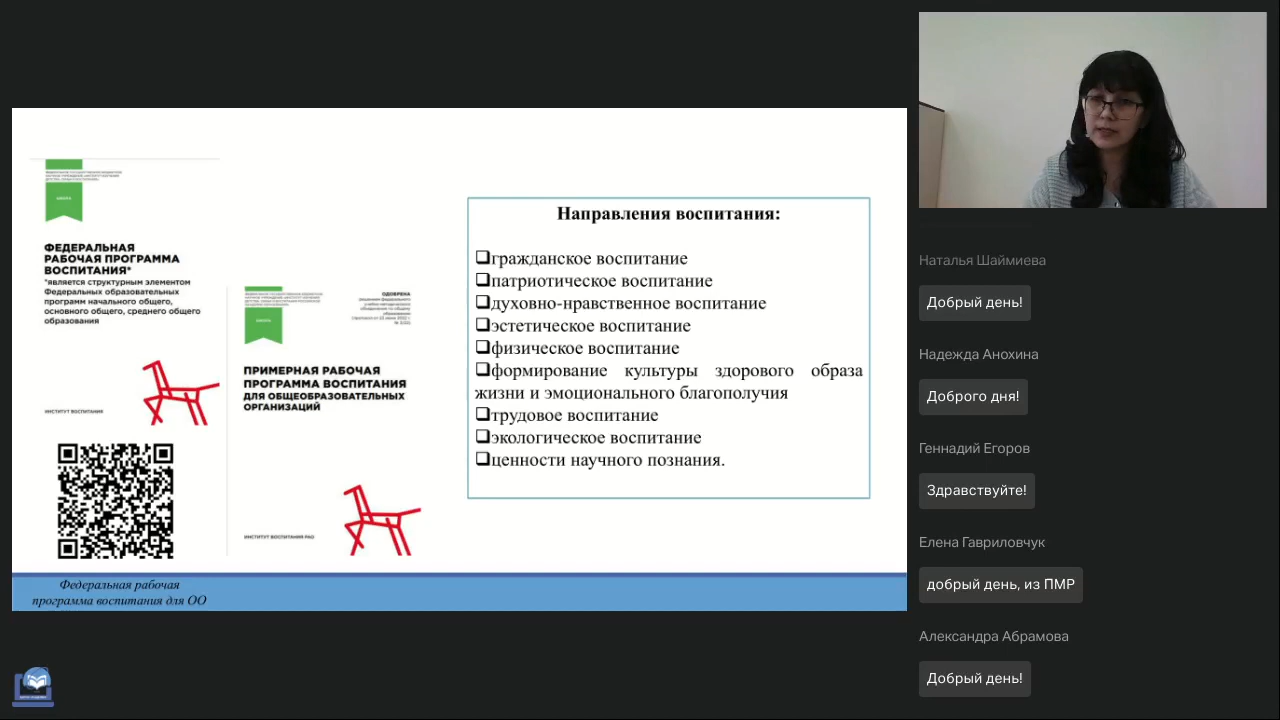 ФЕДЕРАЛЬНАЯ
РАБОЧАЯ ПРОГРАММА
ВОСПИТАНИЯ*
*является структурным элементом
Федеральных образовательных
программ начального общего,
основного общего, среднего общего
образования
ИНСТИТУТ ВОСПИТАНИЯ
ОДОБРЕНА
ПРИМЕРНАЯ РАБОЧАЯ
ПРОГРАММА ВОСПИТАНИЯ
ДЛЯ ОБЩЕОБРАЗОВАТЕЛЬНЫХ
ОРГАНИЗАЦИЙ
ИНСТИТУТ ВОСПИТАНИЯ РАО
Федеральная рабочая
программа воспитания для ОО
Направления воспитания:
❑гражданское воспитание
❑патриотическое воспитание
❑духовно-нравственное воспитание
❑эстетическое воспитание
❑физическое воспитание
❑формирование культуры здорового образа
жизни и эмоционального благополучия
❑трудовое воспитание
❑экологическое воспитание
❑ценности научного познания.
Наталья Шаймиева
Добрый день!
Надежда Анохина
Доброго дня!
Геннадий Егоров
Здравствуйте!
Елена Гавриловчук
добрый день, из ПМР
Александра Абрамова
Добрый день!